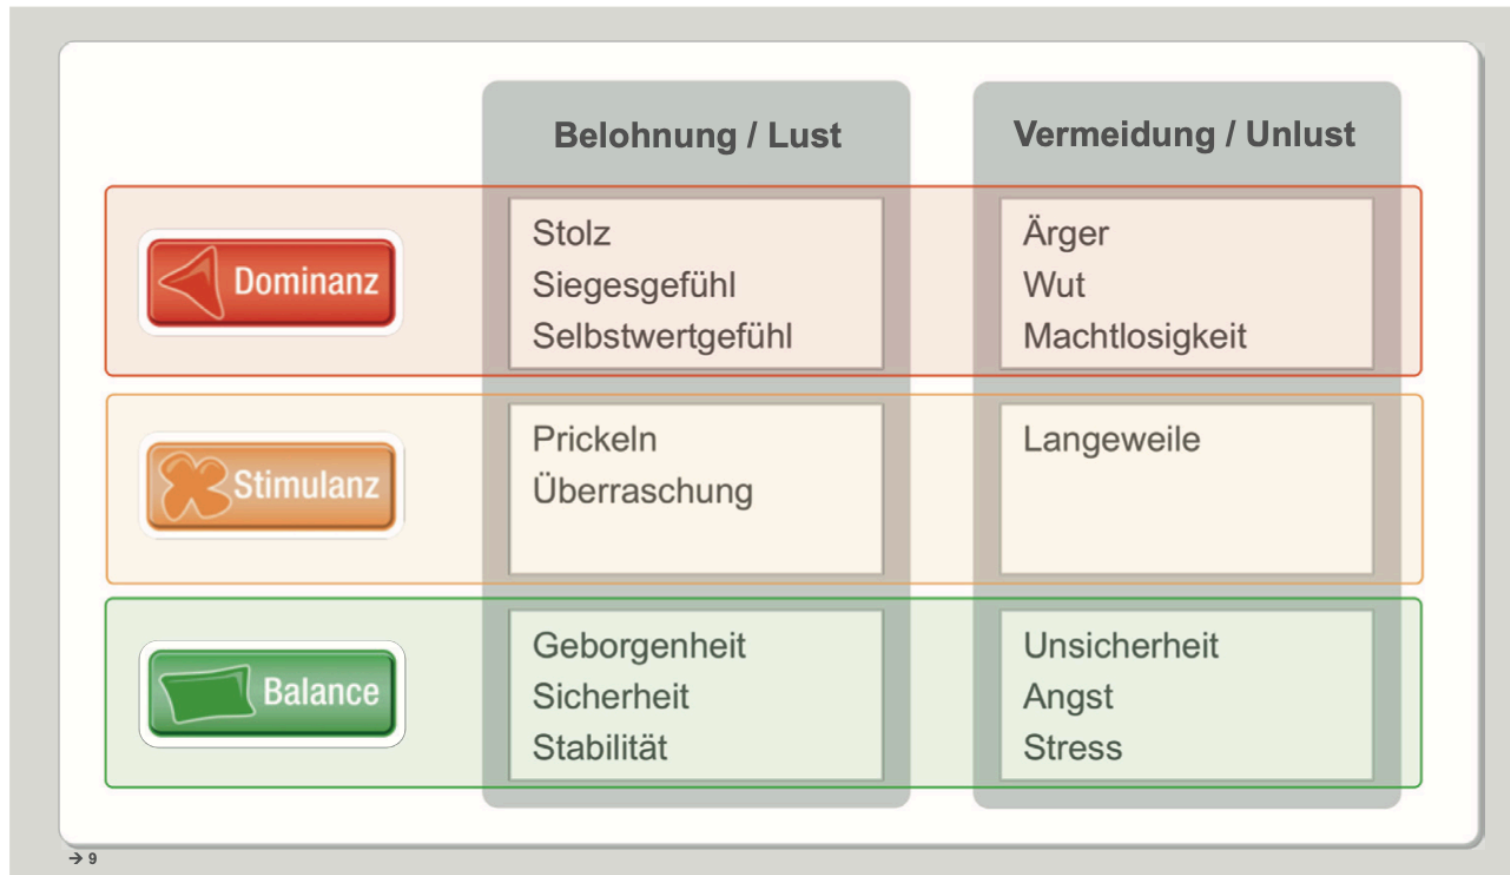 Belohnung / Lust
Vermeidung / Unlust
Dominanz
Stolz
Siegesgefühl
Selbstwertgefühl
Ärger
Wut
Machtlosigkeit
Stimulanz
Prickeln
Überraschung
Langeweile
Balance
Geborgenheit
Sicherheit
Stabilität
Unsicherheit
Angst
Stress
→ 9